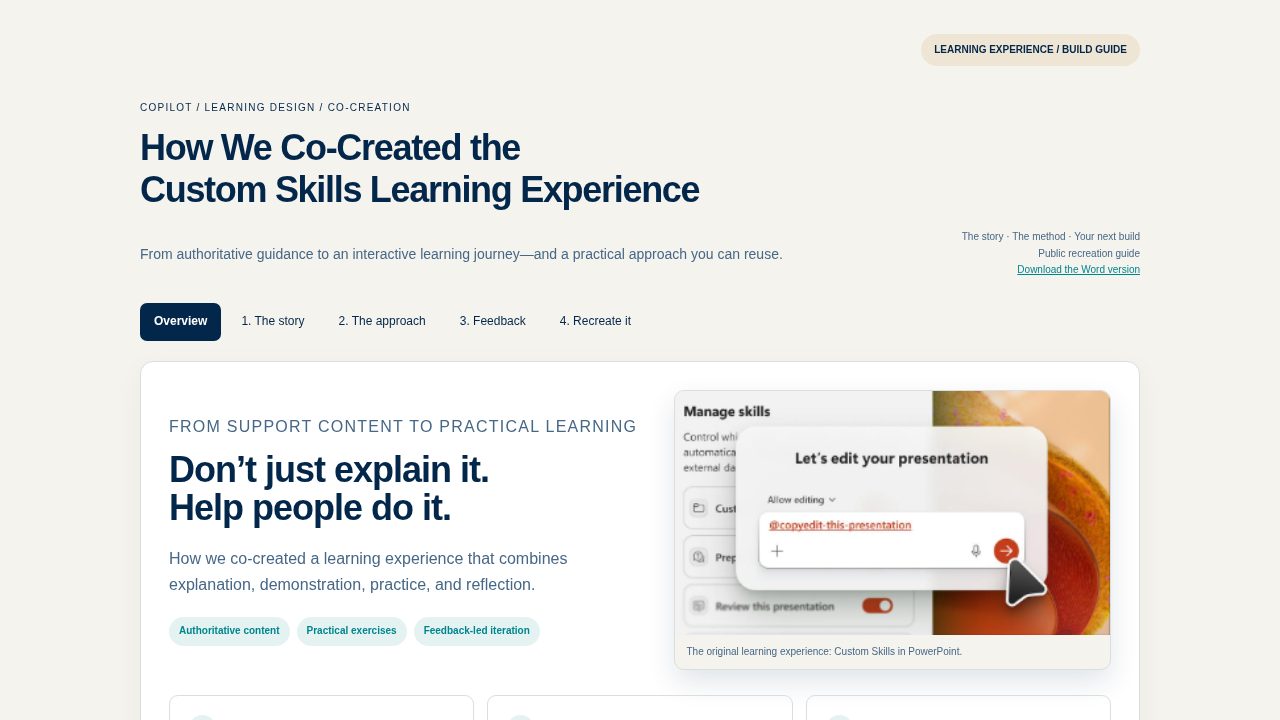 LEARNING EXPERIENCE / BUILD GUIDE
COPILOT / LEARNING DESIGN / CO-CREATION
How We Co-Created the
Custom Skills Learning Experience
From authoritative guidance to an interactive learning journey—and a practical approach you can reuse.
The story · The method · Your next build
Public recreation guide
Download the Word version
Overview
1. The story
2. The approach
3. Feedback
4. Recreate it
FROM SUPPORT CONTENT TO PRACTICAL LEARNING
Don’t just explain it.
Help people do it.
How we co-created a learning experience that combines
explanation, demonstration, practice, and reflection.
Authoritative content
Practical exercises
Feedback-led iteration
Manage skills
Control
automatica
external da
Let's edit your presentation
Allow editing
@copyedit-this-presentation
Review this presentation
The original learning experience: Custom Skills in PowerPoint.